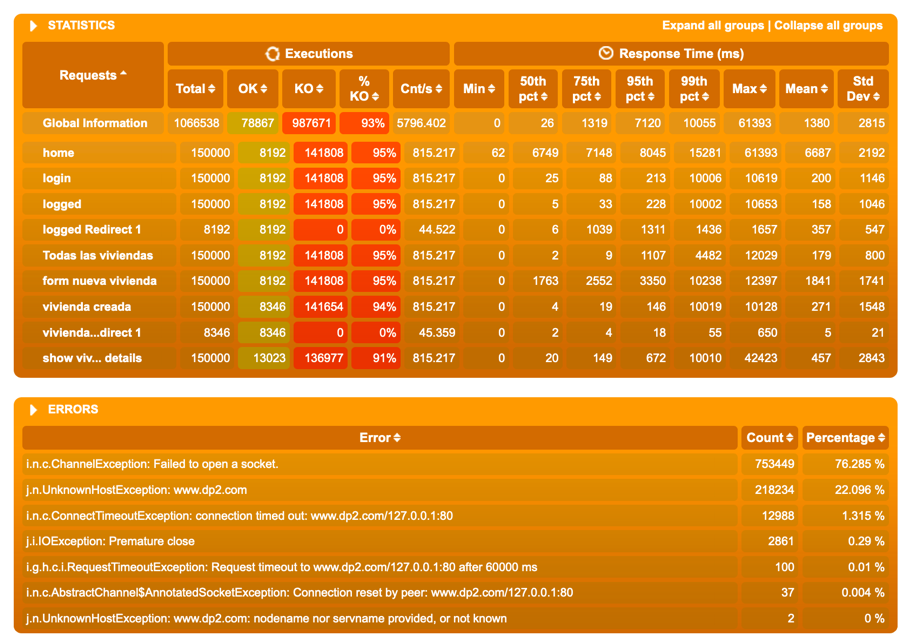 STATISTICS Expand all groups | Collapse all groups
Executions Response Time (ms)
Requests Total OK KO % KO Cnt/s Min 50th pct 75th pct 95th pct 99th pct Max Mean Std Dev
Global Information 1066538 78867 987671 93% 5796.402 0 26 1319 7120 10055 61393 1380 2815
home 150000 8192 141808 95% 815.217 62 6749 7148 8045 15281 61393 6687 2192
login 150000 8192 141808 95% 815.217 0 25 88 213 10006 10619 200 1146
logged 150000 8192 141808 95% 815.217 0 5 33 228 10002 10653 158 1046
logged Redirect 1 8192 8192 0 0% 44.522 0 6 1039 1311 1436 1657 357 547
Todas las viviendas 150000 8192 141808 95% 815.217 0 2 9 1107 4482 12029 179 800
form nueva vivienda 150000 8192 141808 95% 815.217 0 1763 2552 3350 10238 12397 1841 1741
vivienda creada 150000 8346 141654 94% 815.217 0 4 19 146 10019 10128 271 1548
vivienda...direct 1 8346 8346 0 0% 45.359 0 2 4 18 55 650 5 21
show viv... details 150000 13023 136977 91% 815.217 0 20 149 672 10010 42423 457 2843
ERRORS
Error Count Percentage
i.n.c.ChannelException: Failed to open a socket. 753449 76.285 %
j.n.UnknownHostException: www.dp2.com 218234 22.096 %
i.n.c.ConnectTimeoutException: connection timed out: www.dp2.com/127.0.0.1:80 12988 1.315 %
j.i.IOException: Premature close 2861 0.29 %
i.g.h.c.i.RequestTimeoutException: Request timeout to www.dp2.com/127.0.0.1:80 after 60000 ms 100 0.01 %
i.n.c.AbstractChannel$AnnotatedSocketException: Connection reset by peer: www.dp2.com/127.0.0.1:80 37 0.004 %
j.n.UnknownHostException: www.dp2.com: nodename nor servname provided, or not known 2 0 %